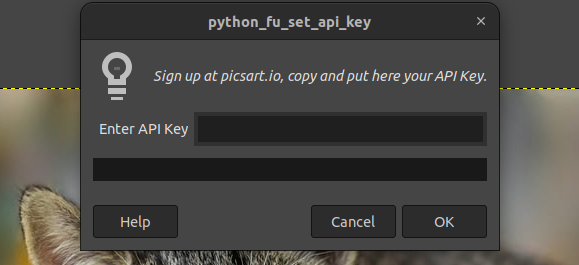 python_fu_set_api_key
×
Sign up at picsart.io, copy and put here your API Key.
Enter API Key
Help
Cancel
OK